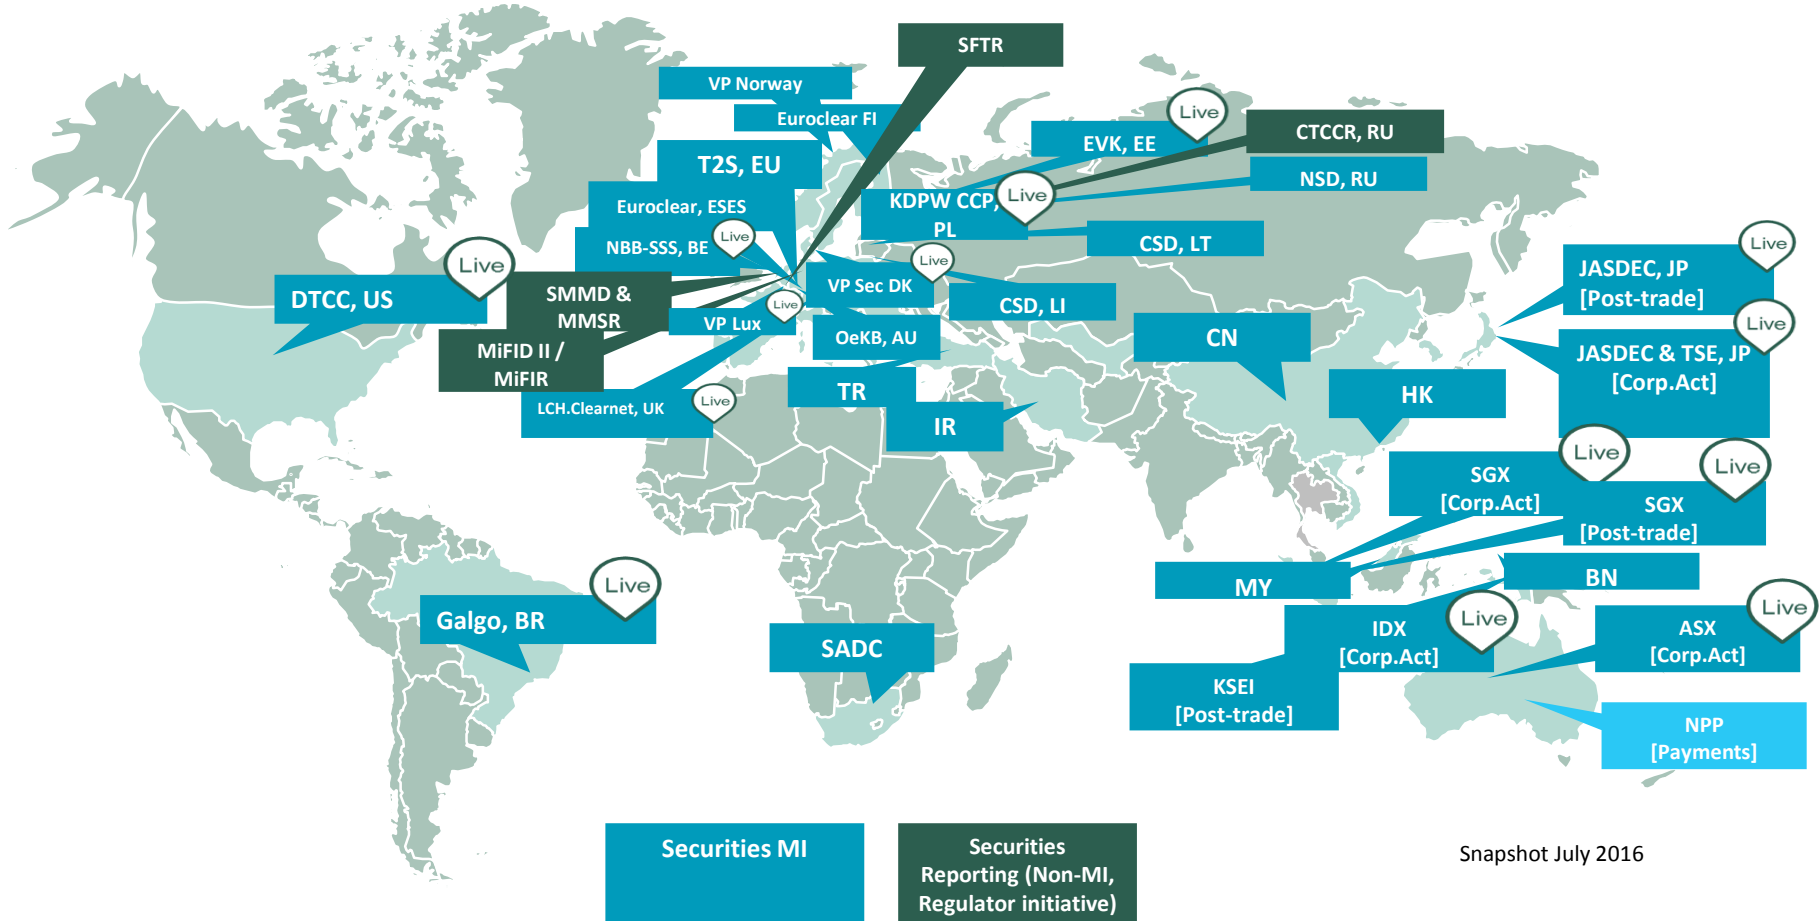 SFTR
VP Norway
Euroclear FI
Live
CTCCR, RU
EVK, EE
T2S, EU
NSD, RU
Euroclear, ESES
KDPW CCP,
PL
Live
NBB-SSS, BE
Live
CSD, LT
JASDEC, JP
[Post-trade]
Live
DTCC, US
Live
SMMD &
MMSR
VP Sec DK
Live
CSD, LI
VP Lux
Live
OeKB, AU
CN
JASDEC & TSE, JP
[Corp.Act]
Live
MiFID II /
MiFIR
TR
LCH.Clearnet, UK
Live
IR
HK
SGX
[Corp.Act]
Live
SGX
[Post-trade]
Live
MY
BN
Galgo, BR
Live
SADC
IDX
[Corp.Act]
Live
ASX
[Corp.Act]
Live
KSEI
[Post-trade]
NPP
[Payments]
Securities MI
Securities
Reporting (Non-MI,
Regulator initiative)
Snapshot July 2016